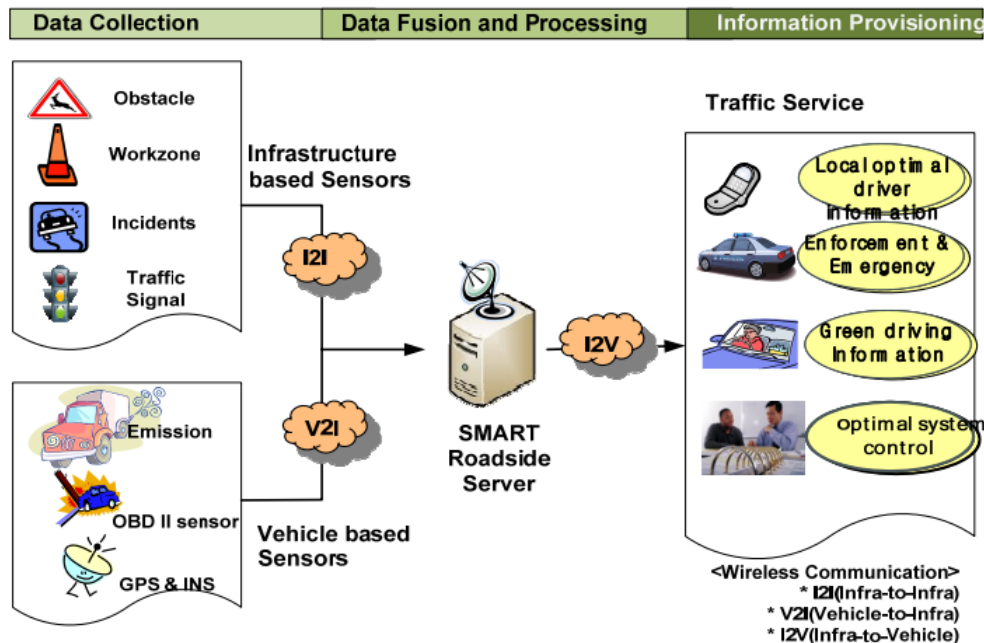 Data Collection
Data Fusion and Processing
Information Provisioning
Obstacle
Workzone
Incidents
Traffic
Signal
Infrastructure
based Sensors
I2I
Emission
OBD II sensor
GPS & INS
Vehicle based
Sensors
V2I
SMART
Roadside
Server
I2V
Traffic Service
Local optimal
driver
information
Enforcement &
Emergency
Green driving
Information
optimal system
control
<Wireless Communication>
* I2I(Infra-to-Infra)
* V2I(Vehicle-to-Infra)
* I2V(Infra-to-Vehicle)